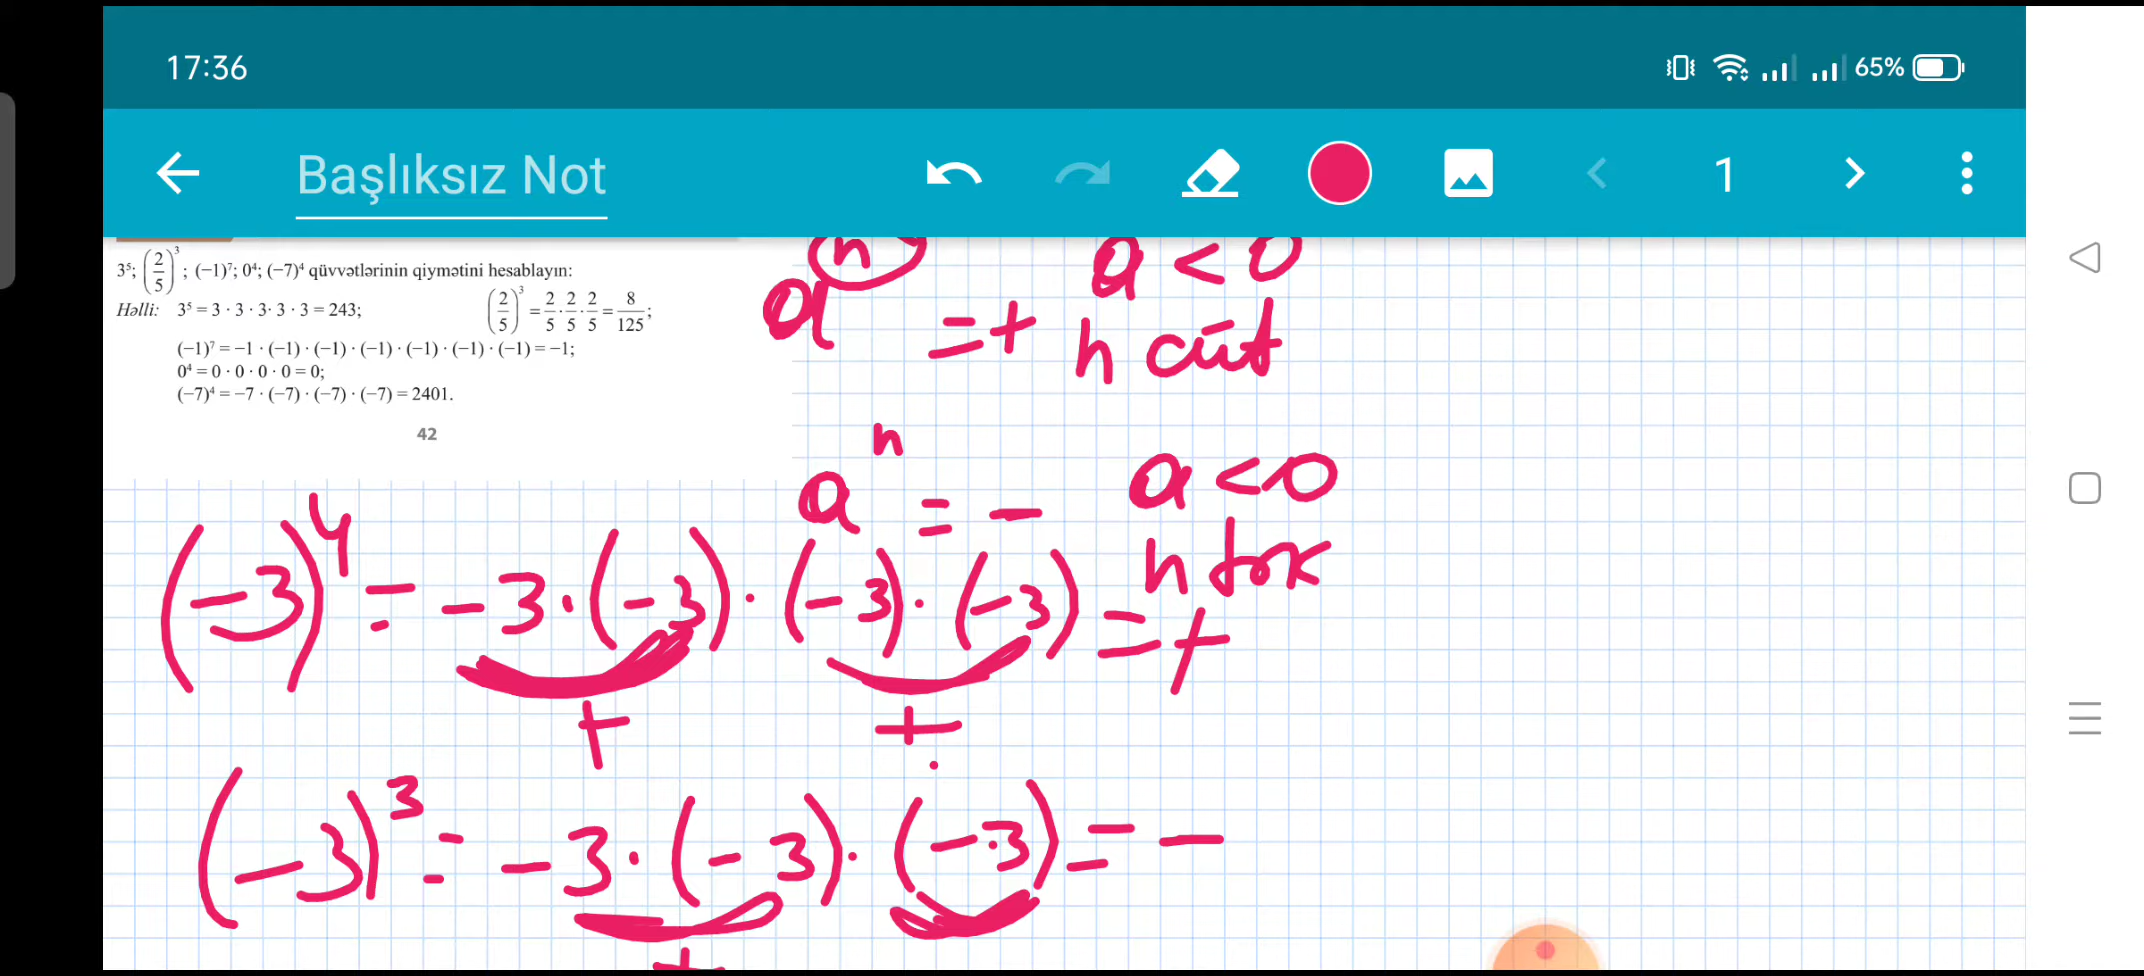 17:36
65%
Başlıksız Not
1
3⁵; (2/5)³; (−1)⁷; 0⁴; (−7)⁴ qüvvətlərinin qiymətini hesablayın:
Həlli: 3⁵ = 3 · 3 · 3 · 3 · 3 = 243; (2/5)³ = 2/5 · 2/5 · 2/5 = 8/125;
(−1)⁷ = −1 · (−1) · (−1) · (−1) · (−1) · (−1) · (−1) = −1;
0⁴ = 0 · 0 · 0 · 0 = 0;
(−7)⁴ = −7 · (−7) · (−7) · (−7) = 2401.
42
aⁿ = + a < 0
n cüt
aⁿ = − a < 0
n tək
(−3)⁴ = −3 · (−3) · (−3) · (−3) = +
+ +
(−3)³ = −3 · (−3) · (−3) = −
+